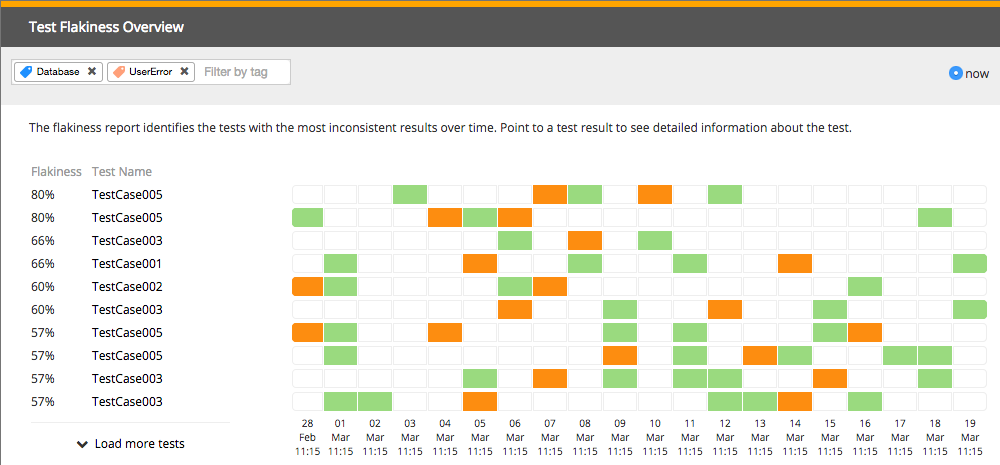 Test Flakiness Overview
Database ✖ UserError ✖ Filter by tag
now
The flakiness report identifies the tests with the most inconsistent results over time. Point to a test result to see detailed information about the test.
Flakiness Test Name
80% TestCase005
80% TestCase005
66% TestCase003
66% TestCase001
60% TestCase002
60% TestCase003
57% TestCase005
57% TestCase005
57% TestCase003
57% TestCase003
28 01 02 03 04 05 06 07 08 09 10 11 12 13 14 15 16 17 18 19
Feb Mar Mar Mar Mar Mar Mar Mar Mar Mar Mar Mar Mar Mar Mar Mar Mar Mar Mar Mar
11:15 11:15 11:15 11:15 11:15 11:15 11:15 11:15 11:15 11:15 11:15 11:15 11:15 11:15 11:15 11:15 11:15 11:15 11:15 11:15
Load more tests